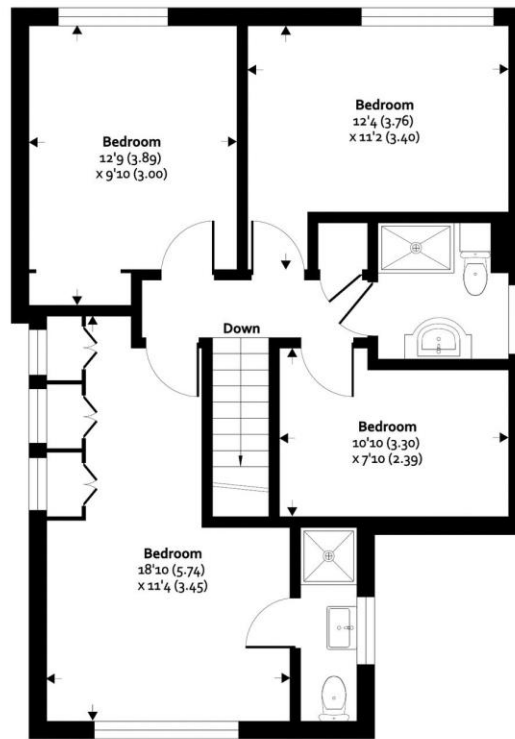 Bedroom
12'9 (3.89)
x 9'10 (3.00)
Bedroom
12'4 (3.76)
x 11'2 (3.40)
Down
Bedroom
10'10 (3.30)
x 7'10 (2.39)
Bedroom
18'10 (5.74)
x 11'4 (3.45)